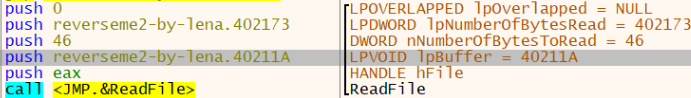 push 0 LPOVERLAPPED lpOverlapped = NULL
push reverseme2-by-lena.402173 LPDWORD lpNumberOfBytesRead = 402173
push 46 DWORD nNumberOfBytesToRead = 46
push reverseme2-by-lena.40211A LPVOID lpBuffer = 40211A
push eax HANDLE hFile
call <JMP.&ReadFile> ReadFile